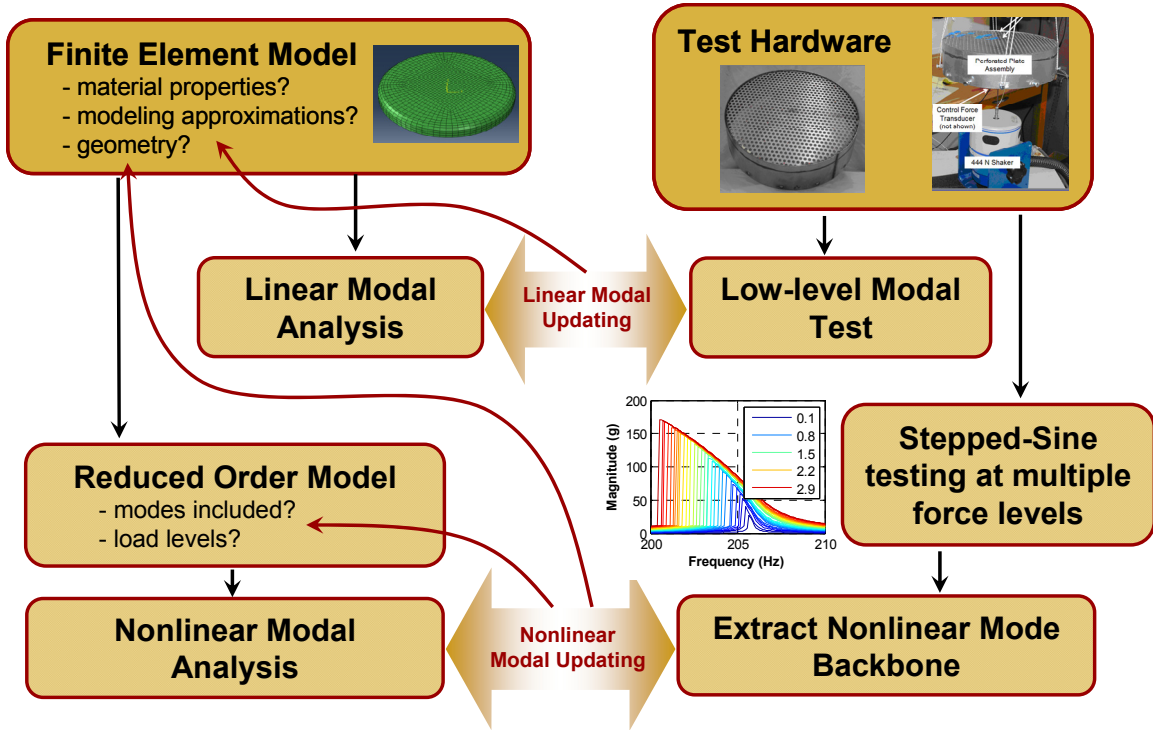 Finite Element Model
- material properties?
- modeling approximations?
- geometry?
Test Hardware
Perforated Plate
Assembly
Control Force
Transducer
(not shown)
444 N Shaker
Linear Modal
Analysis
Linear Modal
Updating
Low-level Modal
Test
Reduced Order Model
- modes included?
- load levels?
Magnitude (g)
200
150
100
50
0
200
205
210
Frequency (Hz)
0.1
0.8
1.5
2.2
2.9
Stepped-Sine
testing at multiple
force levels
Nonlinear Modal
Analysis
Nonlinear
Modal Updating
Extract Nonlinear Mode
Backbone